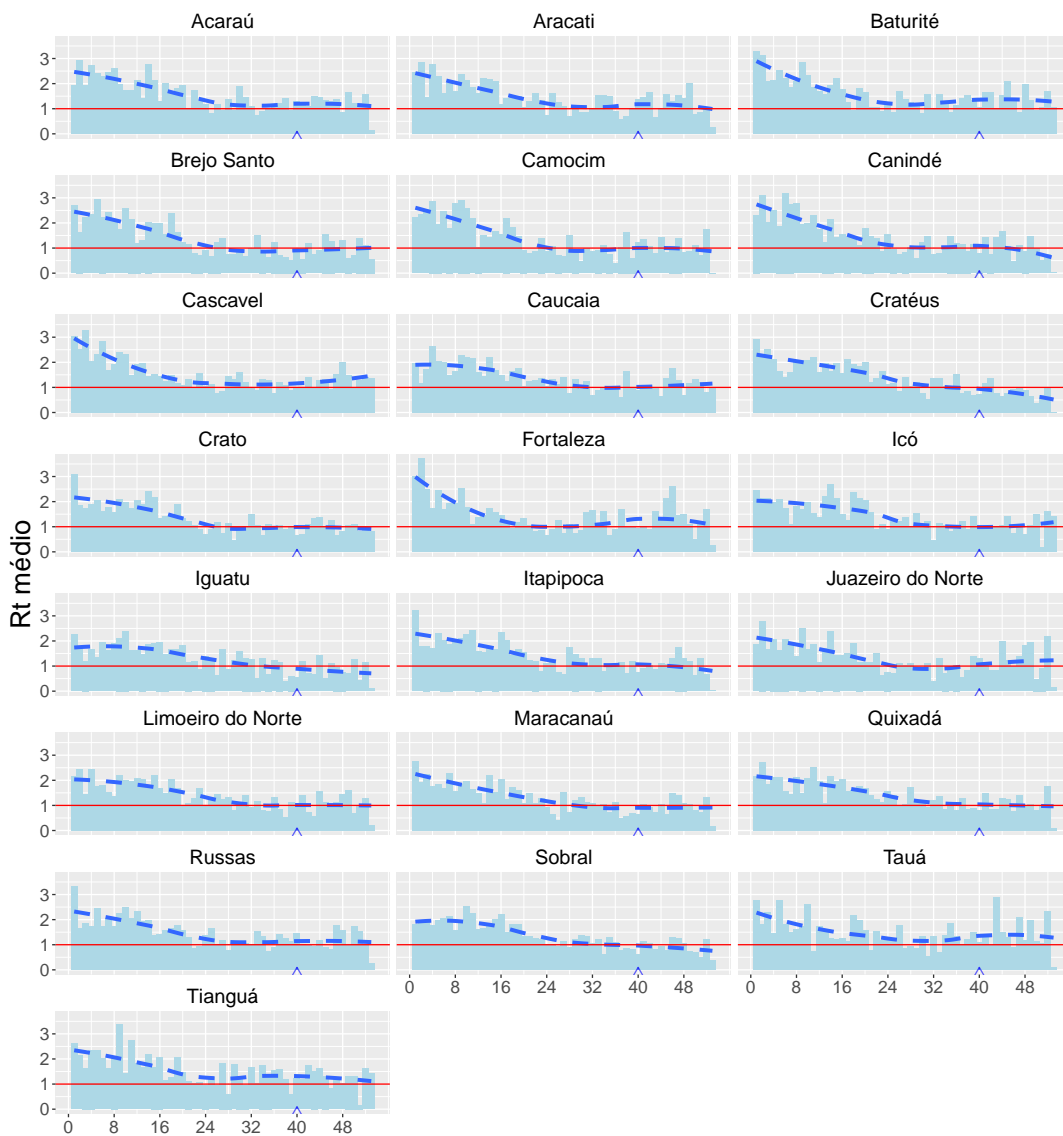 Acaraú Aracati Baturité
3
2
1
0
Brejo Santo Camocim Canindé
3
2
1
0
Cascavel Caucaia Cratéus
3
2
1
0
Crato Fortaleza Icó
3
2
1
0
Rt médio
Iguatu Itapipoca Juazeiro do Norte
3
2
1
0
Limoeiro do Norte Maracanaú Quixadá
3
2
1
0
Russas Sobral Tauá
3
2
1
0
0 8 16 24 32 40 48 0 8 16 24 32 40 48
Tianguá
3
2
1
0
0 8 16 24 32 40 48